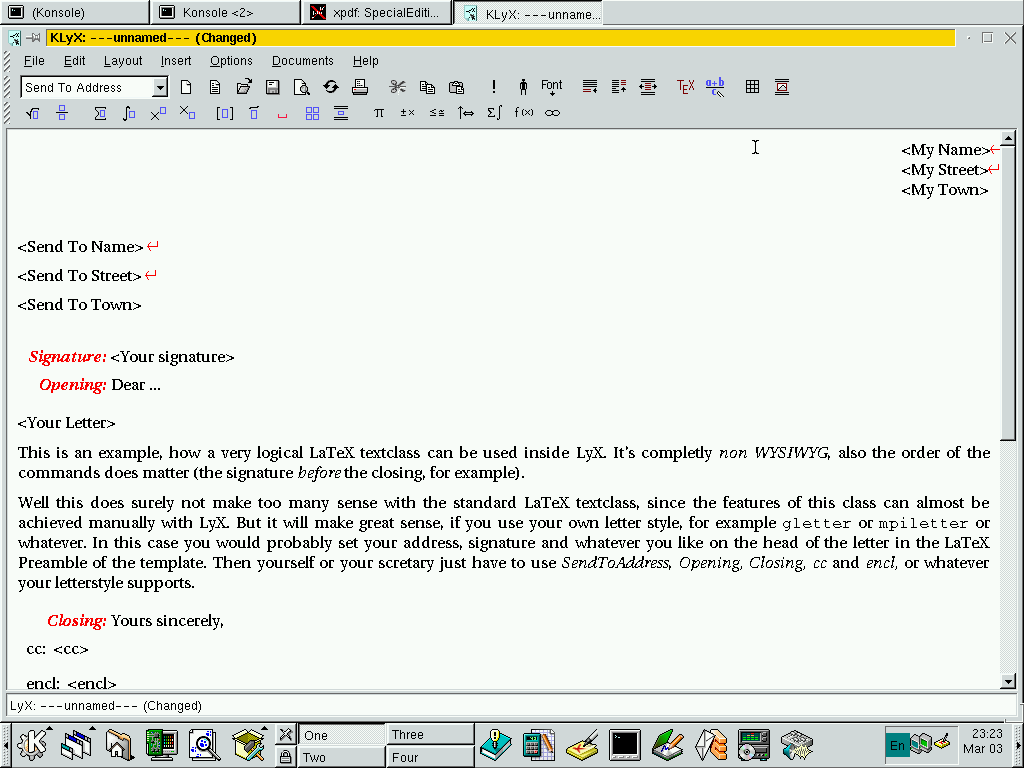 (Konsole)
Konsole <2>
xpdf: SpecialEditi...
KLyX: ---unname...
KLyX: ---unnamed--- (Changed)
File Edit Layout Insert Options Documents Help
Send To Address
! Font TEX a+b c
π ±× ≤≥ Σ∫ f(x) ∞
<My Name>
<My Street>
<My Town>
<Send To Name>
<Send To Street>
<Send To Town>
Signature: <Your signature>
Opening: Dear ...
<Your Letter>
This is an example, how a very logical LaTeX textclass can be used inside LyX. It's completly non WYSIWYG, also the order of the
commands does matter (the signature before the closing, for example).
Well this does surely not make too many sense with the standard LaTeX textclass, since the features of this class can almost be
achieved manually with LyX. But it will make great sense, if you use your own letter style, for example gletter or mpiletter or
whatever. In this case you would probably set your address, signature and whatever you like on the head of the letter in the LaTeX
Preamble of the template. Then yourself or your scretary just have to use SendToAddress, Opening, Closing, cc and encl, or whatever
your letterstyle supports.
Closing: Yours sincerely,
cc: <cc>
encl: <encl>
LyX: ---unnamed--- (Changed)
One
Two
Three
Four
En
23:23
Mar 03